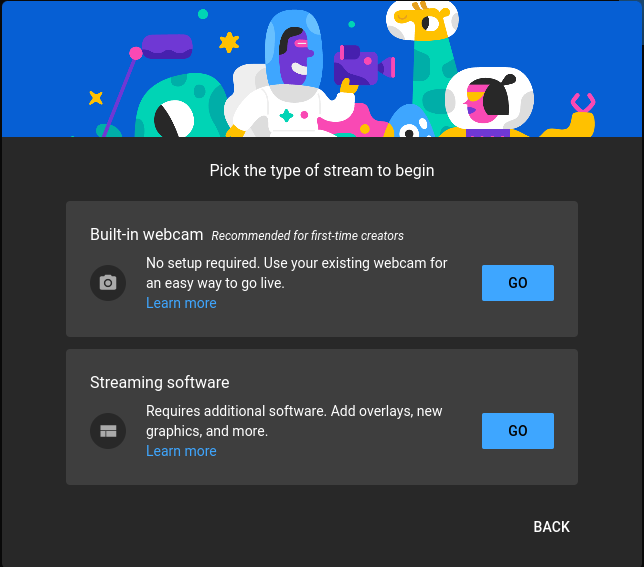 Pick the type of stream to begin
Built-in webcam Recommended for first-time creators
No setup required. Use your existing webcam for
an easy way to go live.
Learn more
GO
Streaming software
Requires additional software. Add overlays, new
graphics, and more.
Learn more
GO
BACK